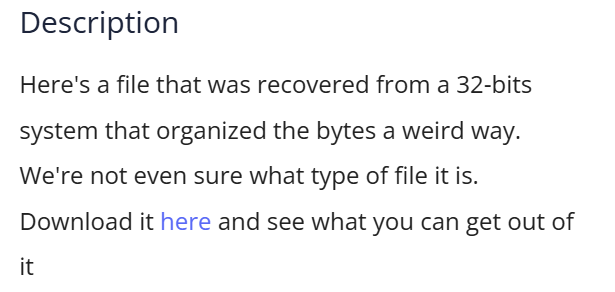 Description
Here's a file that was recovered from a 32-bits
system that organized the bytes a weird way.
We're not even sure what type of file it is.
Download it here and see what you can get out of
it